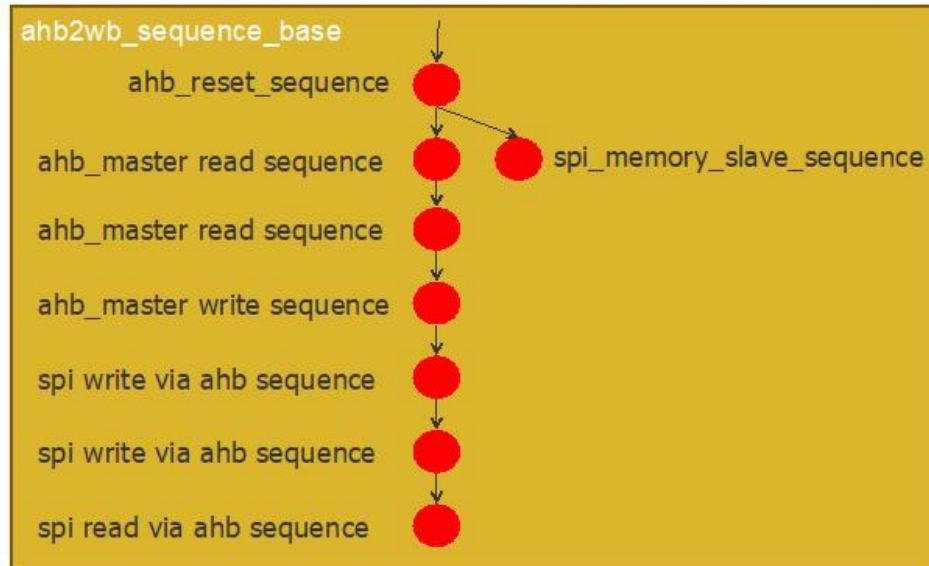 ahb2wb_sequence_base
ahb_reset_sequence
ahb_master read sequence
spi_memory_slave_sequence
ahb_master read sequence
ahb_master write sequence
spi write via ahb sequence
spi write via ahb sequence
spi read via ahb sequence